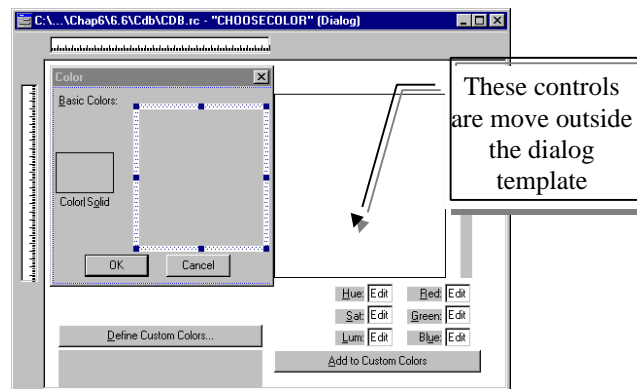 C:\...\Chap6\6.6\Cdb\CDB.rc - "CHOOSECOLOR" (Dialog)
Color
Basic Colors:
Color|Solid
OK Cancel
These controls
are move outside
the dialog
template
Hue: Edit Red: Edit
Sat: Edit Green: Edit
Lum: Edit Blue: Edit
Define Custom Colors...
Add to Custom Colors